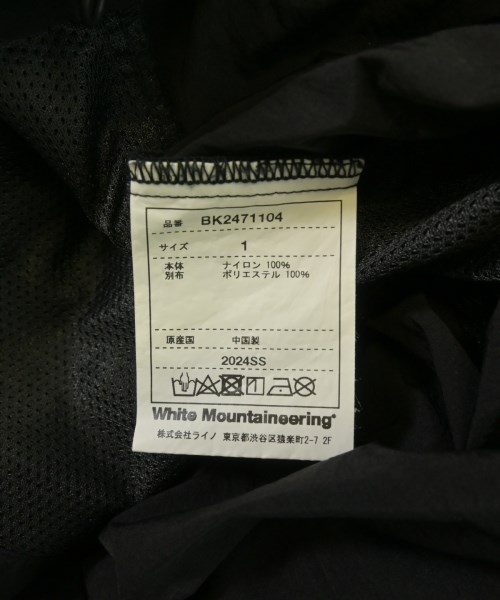 品番 BK2471104
サイズ 1
本体 ナイロン 100%
別布 ポリエステル 100%
原産国 中国製
2024SS
White Mountaineering®
株式会社ライノ 東京都渋谷区猿楽町2-7 2F